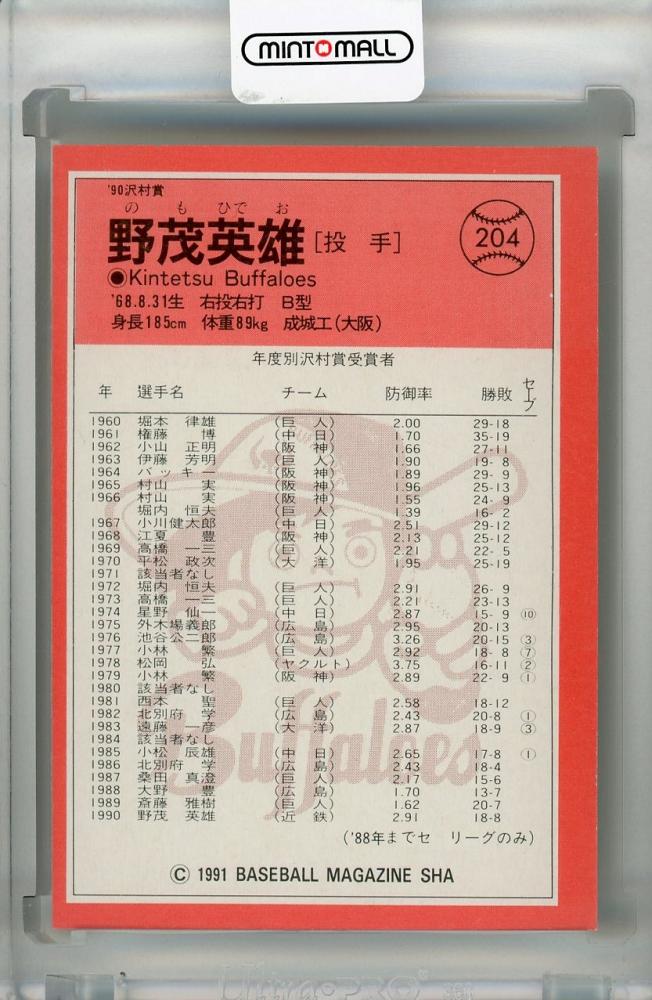 MINTOMALL
'90沢村賞
のもひでお
野茂英雄 [投 手]
204
●Kintetsu Buffaloes
'68.8.31生 右投右打 B型
身長185cm 体重89kg 成城工(大阪)
年度別沢村賞受賞者
年 選手名 チーム 防御率 勝敗 セーブ
1960 堀本 律雄 (巨 人) 2.00 29-18
1961 権藤 博 (中 日) 1.70 35-19
1962 小山 正明 (阪 神) 1.66 27-11
1963 伊藤 芳明 (巨 人) 1.90 19- 8
1964 バッキー (阪 神) 1.89 29- 9
1965 村山 実 (阪 神) 1.96 25-13
1966 村山 実 (阪 神) 1.55 24- 9
堀内 恒夫 (巨 人) 1.39 16- 2
1967 小川健太郎 (中 日) 2.51 29-12
1968 江夏 豊 (阪 神) 2.13 25-12
1969 高橋 一三 (巨 人) 2.21 22- 5
1970 平松 政次 (大 洋) 1.95 25-19
1971 該当者なし
1972 堀内 恒夫 (巨 人) 2.91 26- 9
1973 高橋 一三 (巨 人) 2.21 23-13
1974 星野 仙一 (中 日) 2.87 15- 9 ⑩
1975 外木場義郎 (広 島) 2.95 20-13
1976 池谷公二郎 (広 島) 3.26 20-15 ③
1977 小林 繁 (巨 人) 2.92 18- 8 ⑦
1978 松岡 弘 (ヤクルト) 3.75 16-11 ②
1979 小林 繁 (阪 神) 2.89 22- 9 ①
1980 該当者なし
1981 西本 聖 (巨 人) 2.58 18-12
1982 北別府 学 (広 島) 2.43 20-8 ①
1983 遠藤 一彦 (大 洋) 2.87 18-9 ③
1984 該当者なし
1985 小松 辰雄 (中 日) 2.65 17-8 ①
1986 北別府 学 (広 島) 2.43 18-4
1987 桑田 真澄 (巨 人) 2.17 15-6
1988 大野 豊 (広 島) 1.70 13-7
1989 斎藤 雅樹 (巨 人) 1.62 20-7
1990 野茂 英雄 (近 鉄) 2.91 18-8
Buffaloes
('88年までセ リーグのみ)
© 1991 BASEBALL MAGAZINE SHA
Ultra PRO